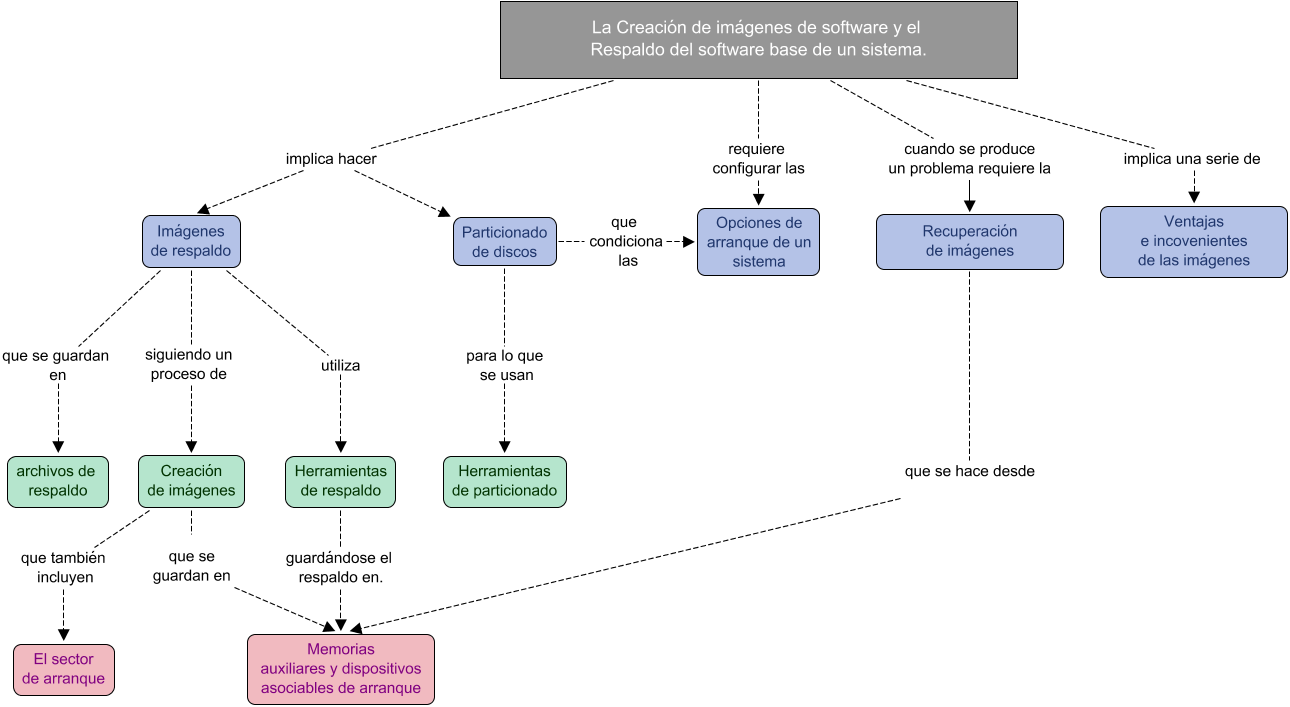 La Creación de imágenes de software y el
Respaldo del software base de un sistema.
implica hacer
requiere
configurar las
cuando se produce
un problema requiere la
implica una serie de
Imágenes
de respaldo
Particionado
de discos
que
condiciona
las
Opciones de
arranque de un
sistema
Recuperación
de imágenes
Ventajas
e incovenientes
de las imágenes
que se guardan
en
siguiendo un
proceso de
utiliza
para lo que
se usan
archivos de
respaldo
Creación
de imágenes
Herramientas
de respaldo
Herramientas
de particionado
que se hace desde
que también
incluyen
que se
guardan en
guardándose el
respaldo en.
El sector
de arranque
Memorias
auxiliares y dispositivos
asociables de arranque